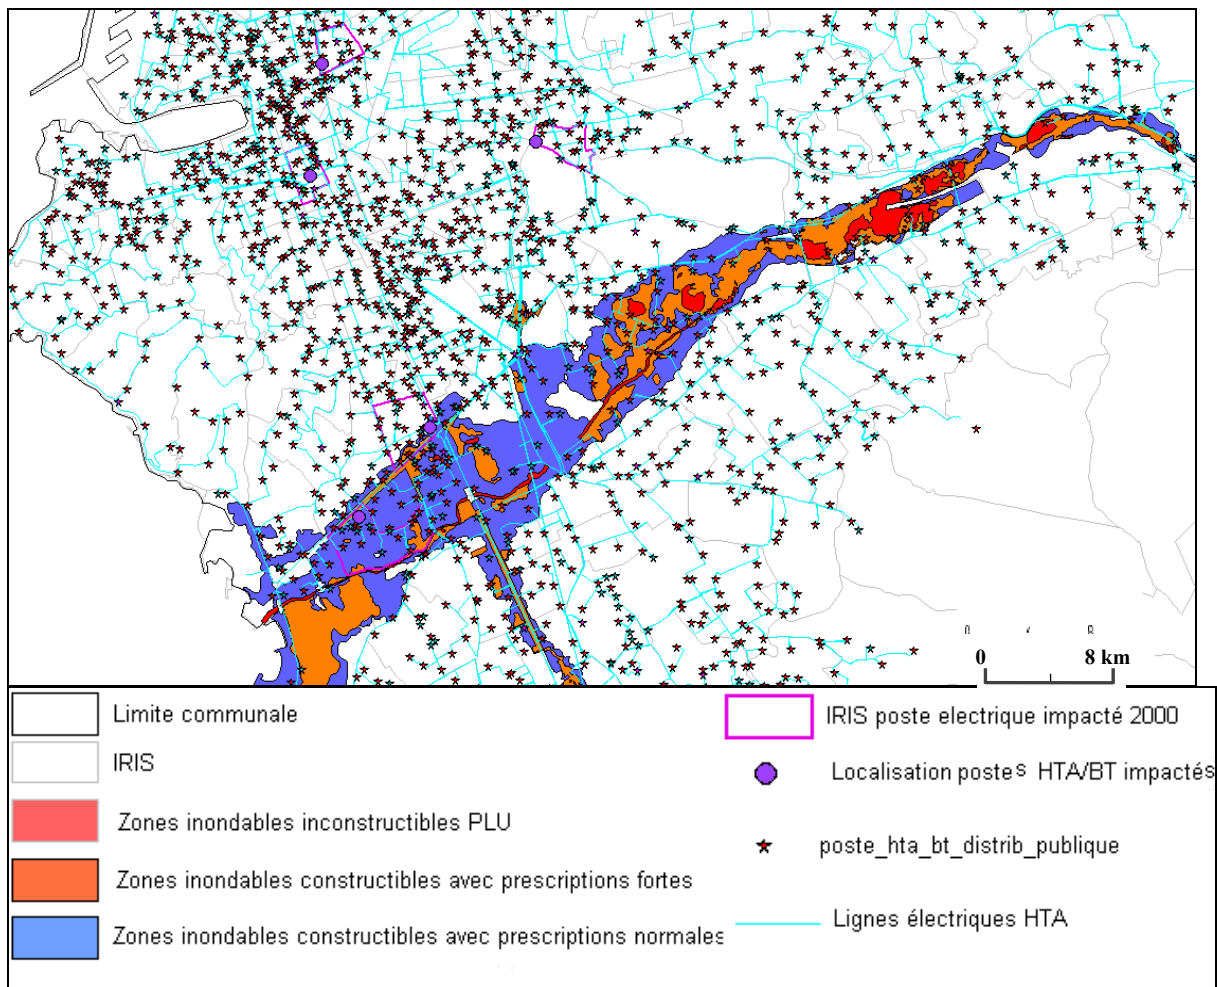 0 8 km
Limite communale
IRIS
Zones inondables inconstructibles PLU
Zones inondables constructibles avec prescriptions fortes
Zones inondables constructibles avec prescriptions normales
IRIS poste electrique impacté 2000
Localisation postes HTA/BT impactés
poste_hta_bt_distrib_publique
Lignes électriques HTA